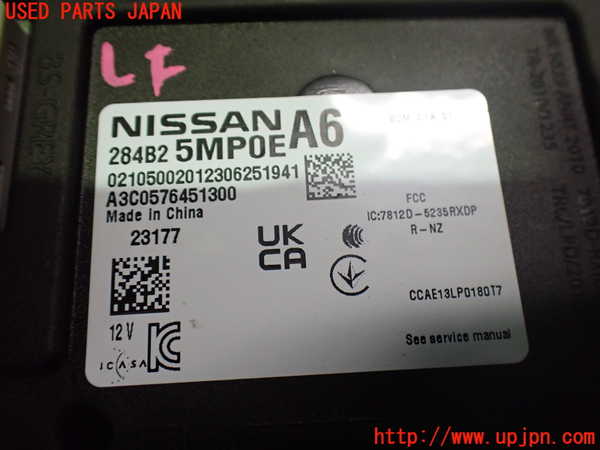 USED PARTS JAPAN
LF
NISSAN A6
284B2 5MP0E
02105002012306251941
A3C0576451300
Made in China
23177
UK
CA
FCC
IC:7812D-5235RXDP
R-NZ
CCAE13LP0180T7
12V
ICASA
KC
See service manual
http://www.upjpn.com/